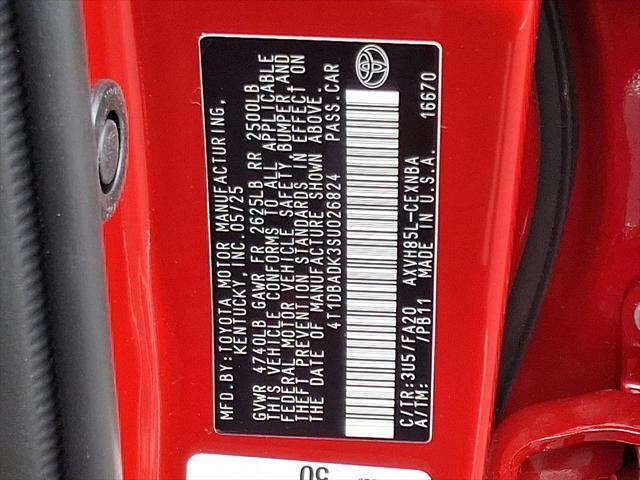 MFD. BY: TOYOTA MOTOR MANUFACTURING,
KENTUCKY, INC. 05/25
GVWR 4740LB GAWR FR 2625LB RR 2500LB
THIS VEHICLE CONFORMS TO ALL APPLICABLE
FEDERAL MOTOR VEHICLE SAFETY, BUMPER AND
THEFT PREVENTION STANDARDS IN EFFECT ON
THE DATE OF MANUFACTURE SHOWN ABOVE.
4T1DBADK3SU026824 PASS. CAR
C/TR: 3U5/FA20 AXVH85L-CEXNBA
A/TM: /PB11 MADE IN U.S.A. 16670